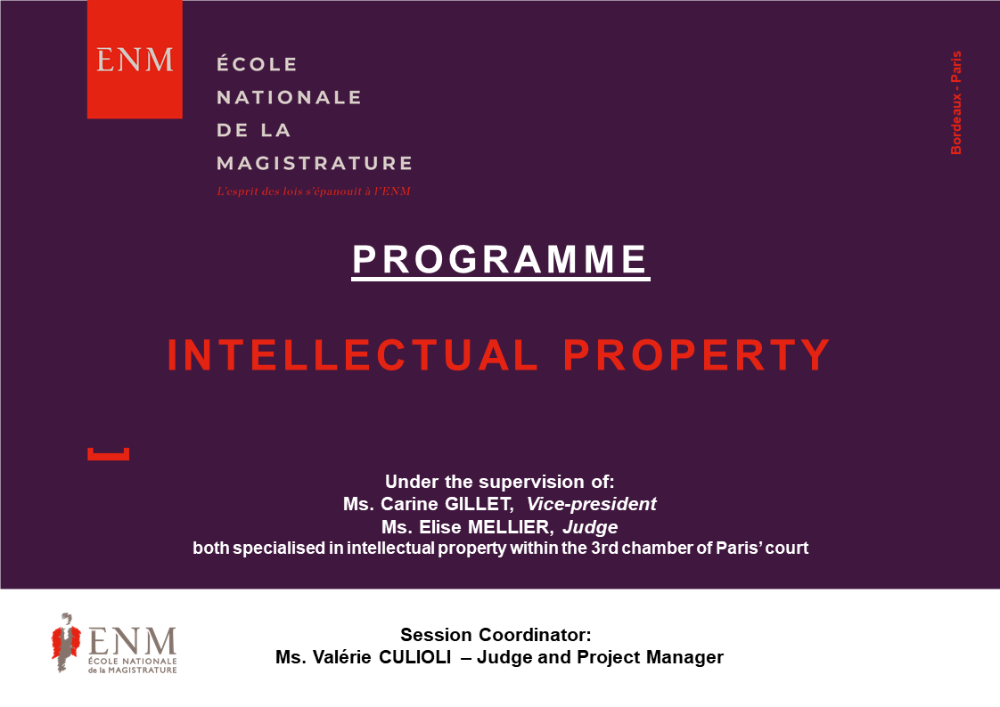 ENM
ÉCOLE
NATIONALE
DE LA
MAGISTRATURE
L'esprit des lois s'épanouit à l'ENM
Bordeaux - Paris
PROGRAMME
INTELLECTUAL PROPERTY
Under the supervision of:
Ms. Carine GILLET, Vice-president
Ms. Elise MELLIER, Judge
both specialised in intellectual property within the 3rd chamber of Paris’ court
ENM
ÉCOLE NATIONALE
de la MAGISTRATURE
Session Coordinator:
Ms. Valérie CULIOLI – Judge and Project Manager